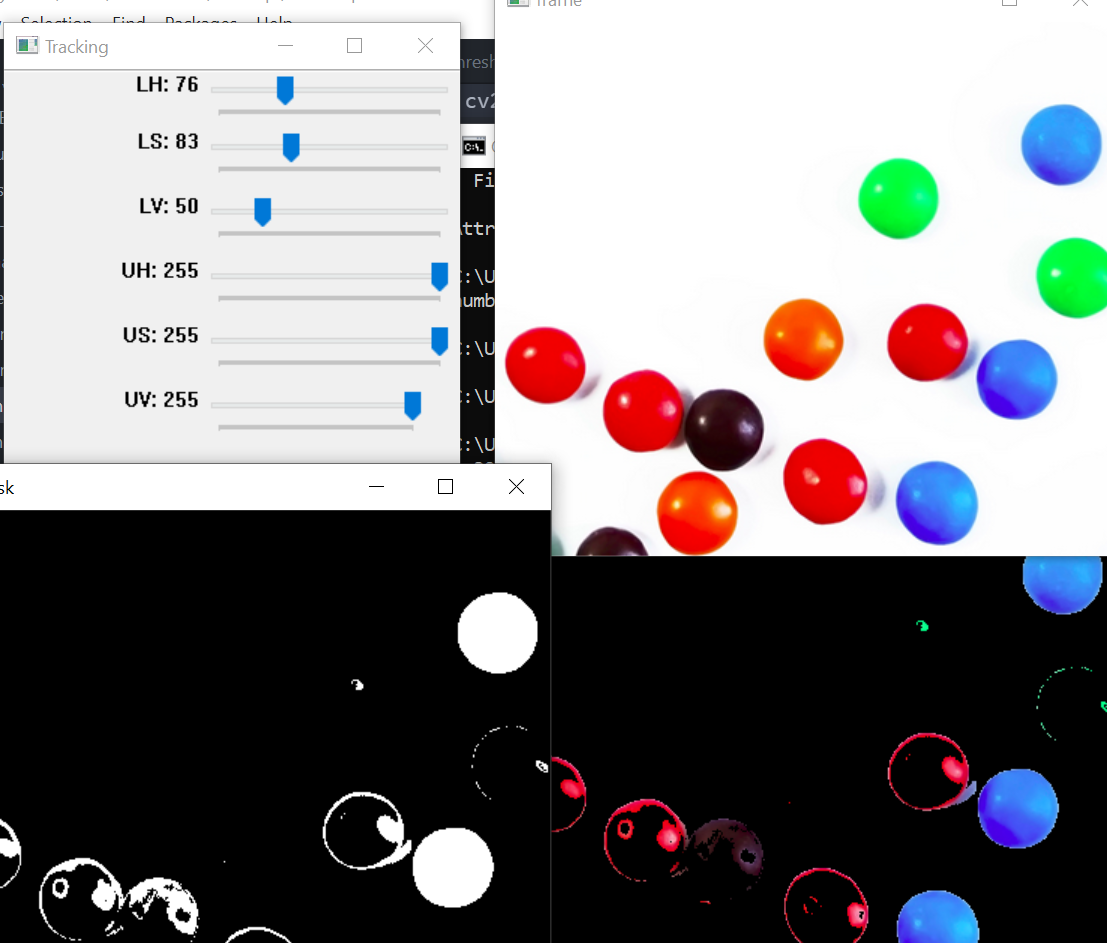 Selection Find Packages Help
Tracking
frame
LH: 76
LS: 83
LV: 50
UH: 255
US: 255
UV: 255
hresh
cv2
Fi
Attr
C:\U
numb
C:\U
C:\U
C:\U
sk